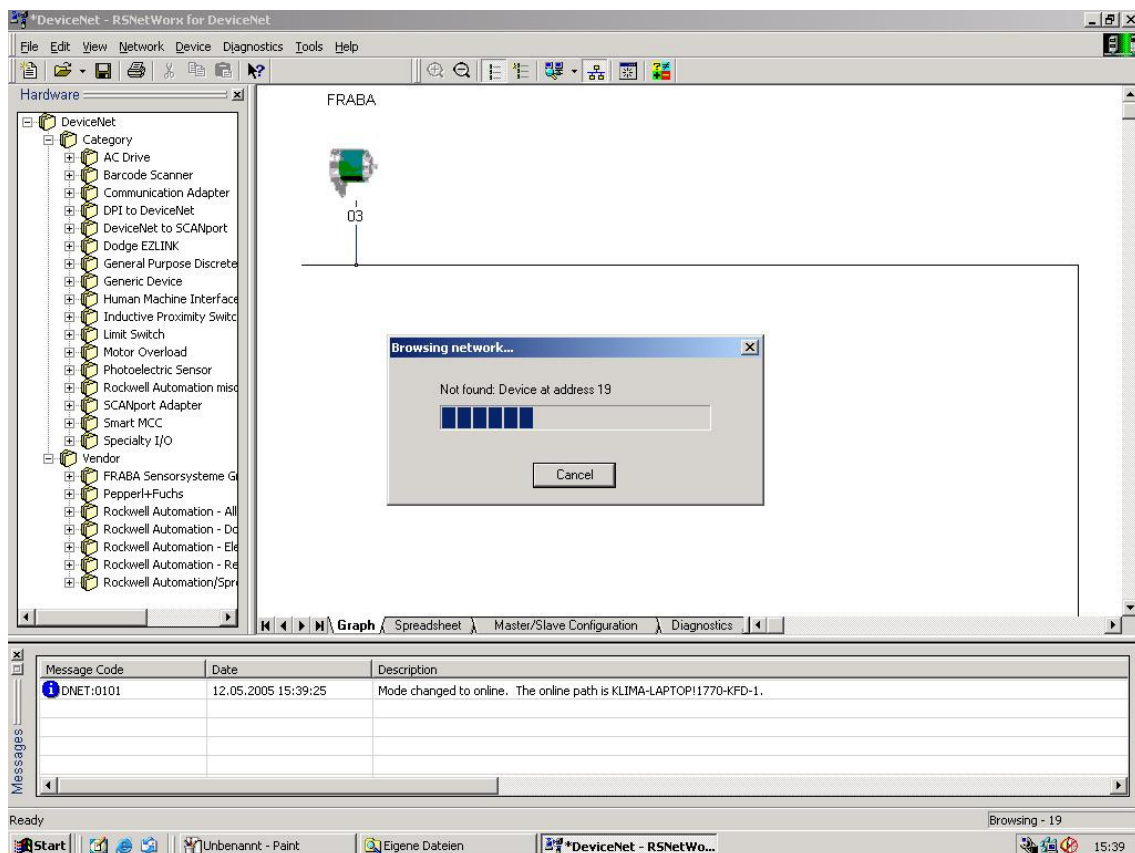 *DeviceNet - RSNetWorx for DeviceNet
File Edit View Network Device Diagnostics Tools Help
Hardware
FRABA
DeviceNet
Category
AC Drive
Barcode Scanner
Communication Adapter
DPI to DeviceNet
DeviceNet to SCANport
Dodge EZLINK
General Purpose Discrete
Generic Device
Human Machine Interface
Inductive Proximity Switc
Limit Switch
Motor Overload
Photoelectric Sensor
Rockwell Automation misc
SCANport Adapter
Smart MCC
Specialty I/O
Vendor
FRABA Sensorsysteme G
Pepperl+Fuchs
Rockwell Automation - All
Rockwell Automation - Do
Rockwell Automation - Ele
Rockwell Automation - Re
Rockwell Automation/Spr
03
Browsing network...
Not found: Device at address 19
Cancel
Graph Spreadsheet Master/Slave Configuration Diagnostics
Messages
Message Code Date Description
DNET:0101 12.05.2005 15:39:25 Mode changed to online. The online path is KLIMA-LAPTOP!1770-KFD-1.
Ready Browsing - 19
Start Unbenannt - Paint Eigene Dateien *DeviceNet - RSNetWo... 15:39